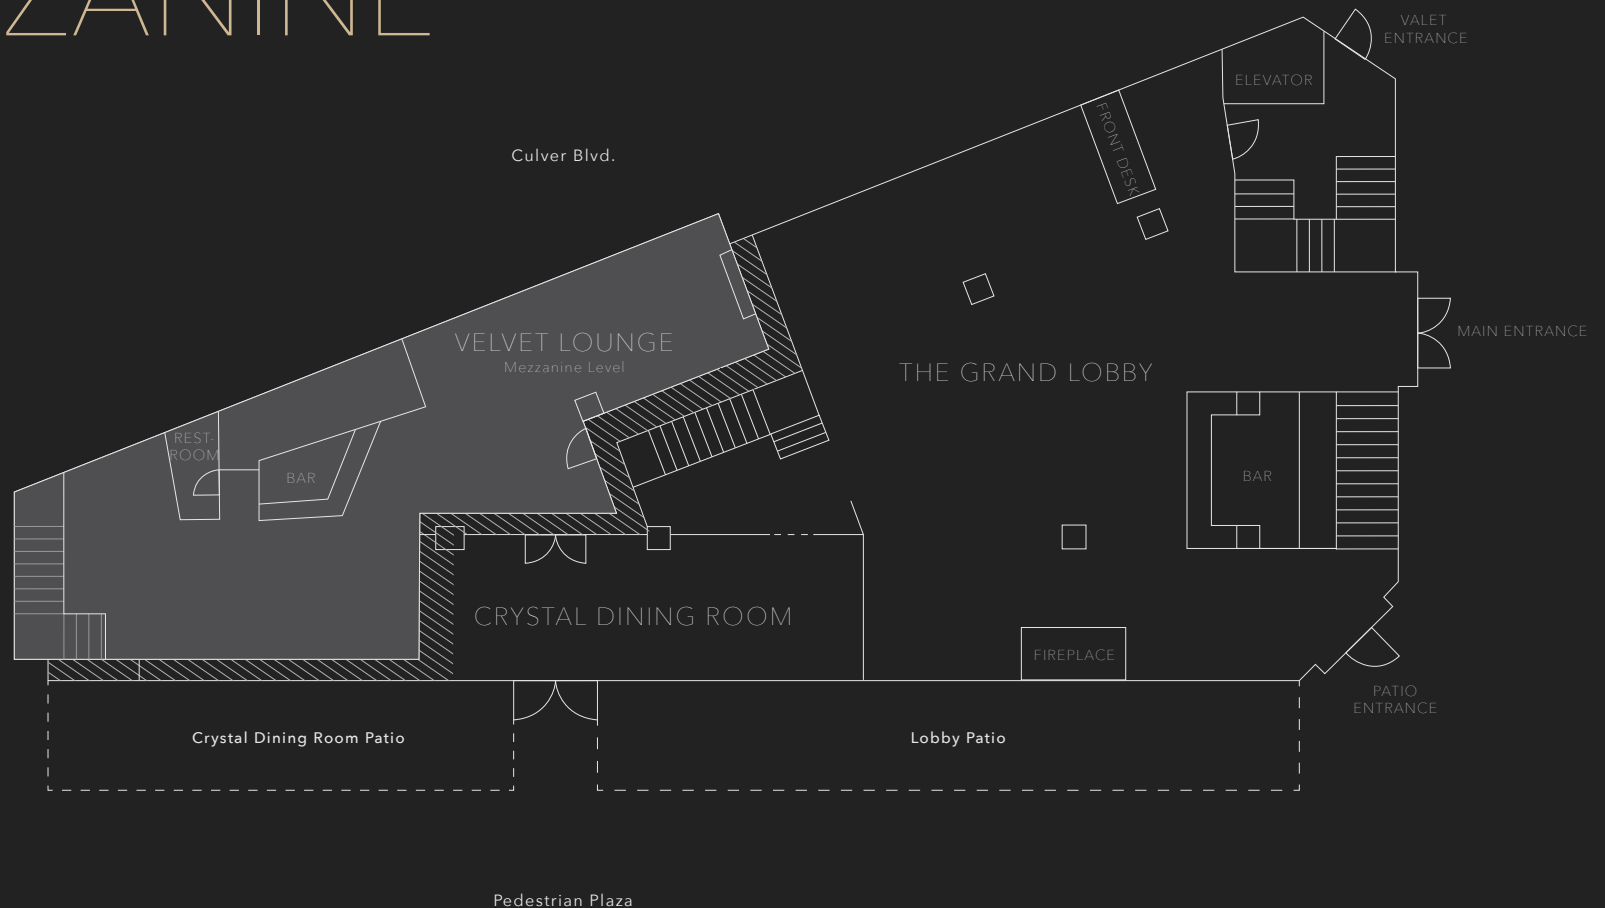 ZANINE
VALET
ENTRANCE
ELEVATOR
FRONT DESK
Culver Blvd.
VELVET LOUNGE
Mezzanine Level
MAIN ENTRANCE
THE GRAND LOBBY
REST-
ROOM
BAR
BAR
CRYSTAL DINING ROOM
FIREPLACE
PATIO
ENTRANCE
Crystal Dining Room Patio
Lobby Patio
Pedestrian Plaza